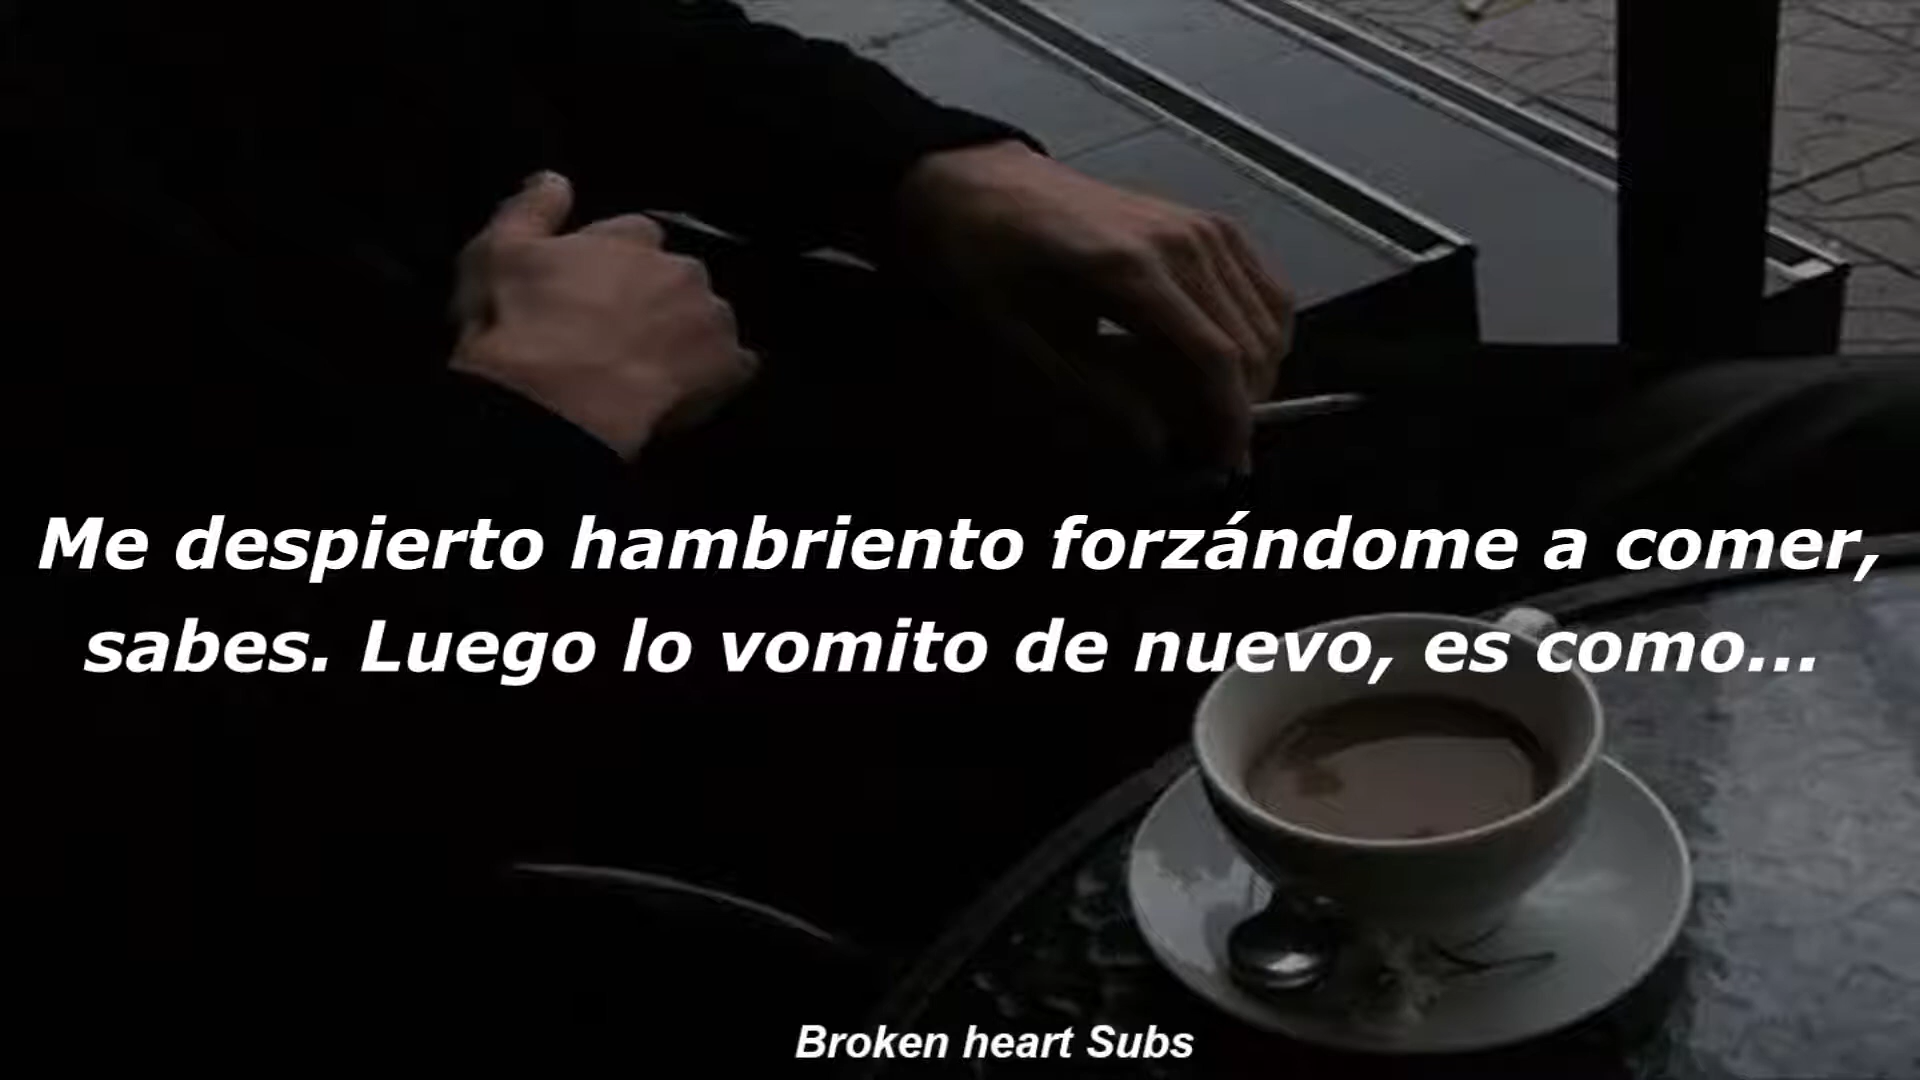 Me despierto hambriento forzándome a comer,
sabes. Luego lo vomito de nuevo, es como...
Broken heart Subs